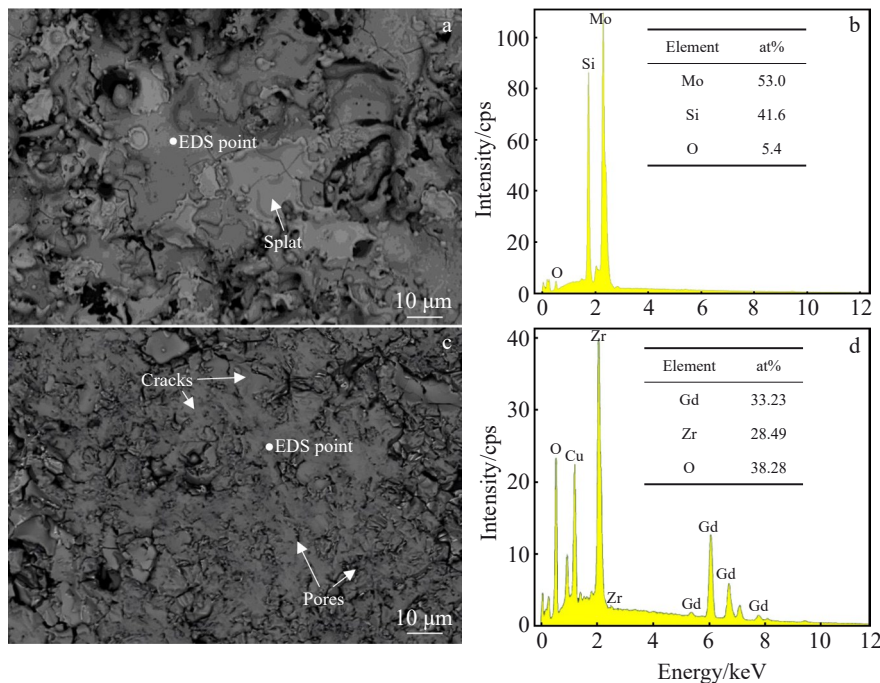 a
EDS point
Splat
10 μm
b
Mo
Si
O
Intensity/cps
100
80
60
40
20
0
0 2 4 6 8 10 12
Element at%
Mo 53.0
Si 41.6
O 5.4
c
Cracks
EDS point
Pores
10 μm
d
Zr
O
Cu
Gd
Gd
Gd
Zr
Gd
Intensity/cps
40
30
20
10
0
0 2 4 6 8 10 12
Energy/keV
Element at%
Gd 33.23
Zr 28.49
O 38.28